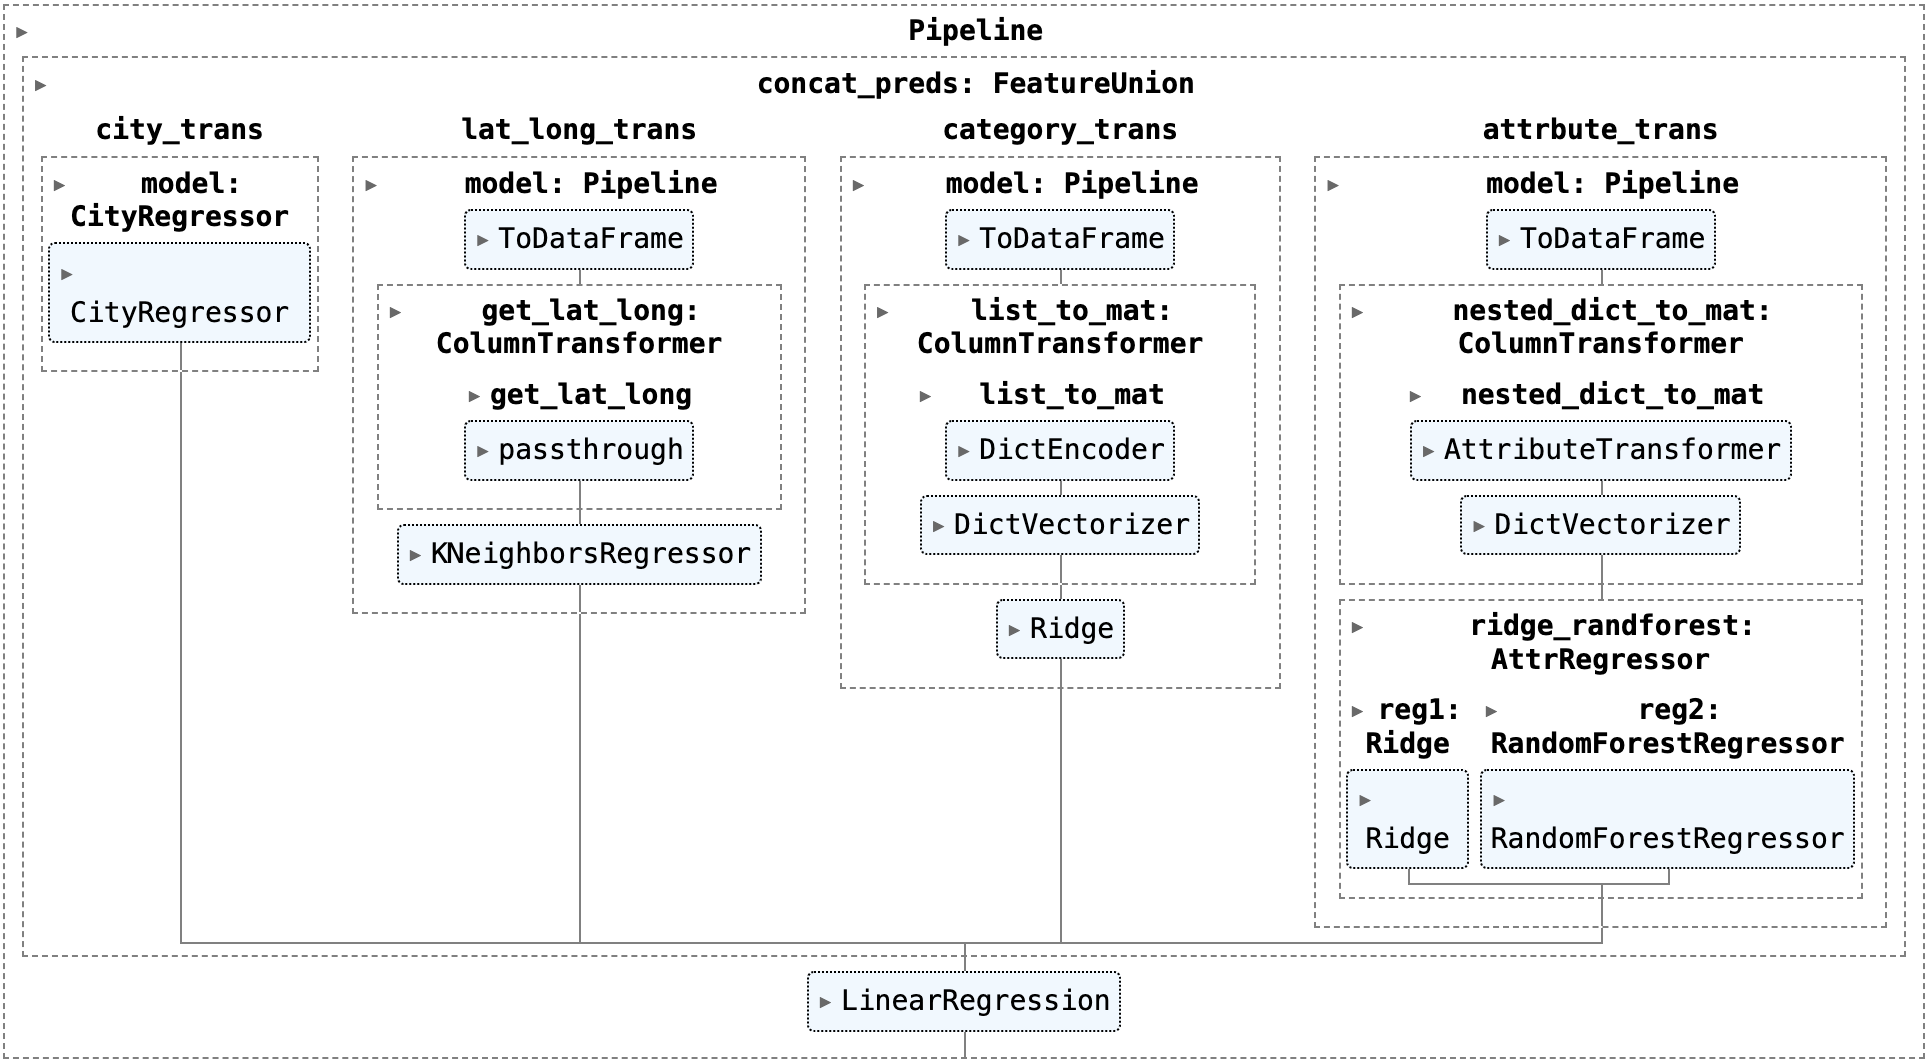 Pipeline
concat_preds: FeatureUnion
city_trans
model:
CityRegressor
CityRegressor
lat_long_trans
model: Pipeline
ToDataFrame
get_lat_long:
ColumnTransformer
get_lat_long
passthrough
KNeighborsRegressor
category_trans
model: Pipeline
ToDataFrame
list_to_mat:
ColumnTransformer
list_to_mat
DictEncoder
DictVectorizer
Ridge
attrbute_trans
model: Pipeline
ToDataFrame
nested_dict_to_mat:
ColumnTransformer
nested_dict_to_mat
AttributeTransformer
DictVectorizer
ridge_randforest:
AttrRegressor
reg1:
Ridge
Ridge
reg2:
RandomForestRegressor
RandomForestRegressor
LinearRegression